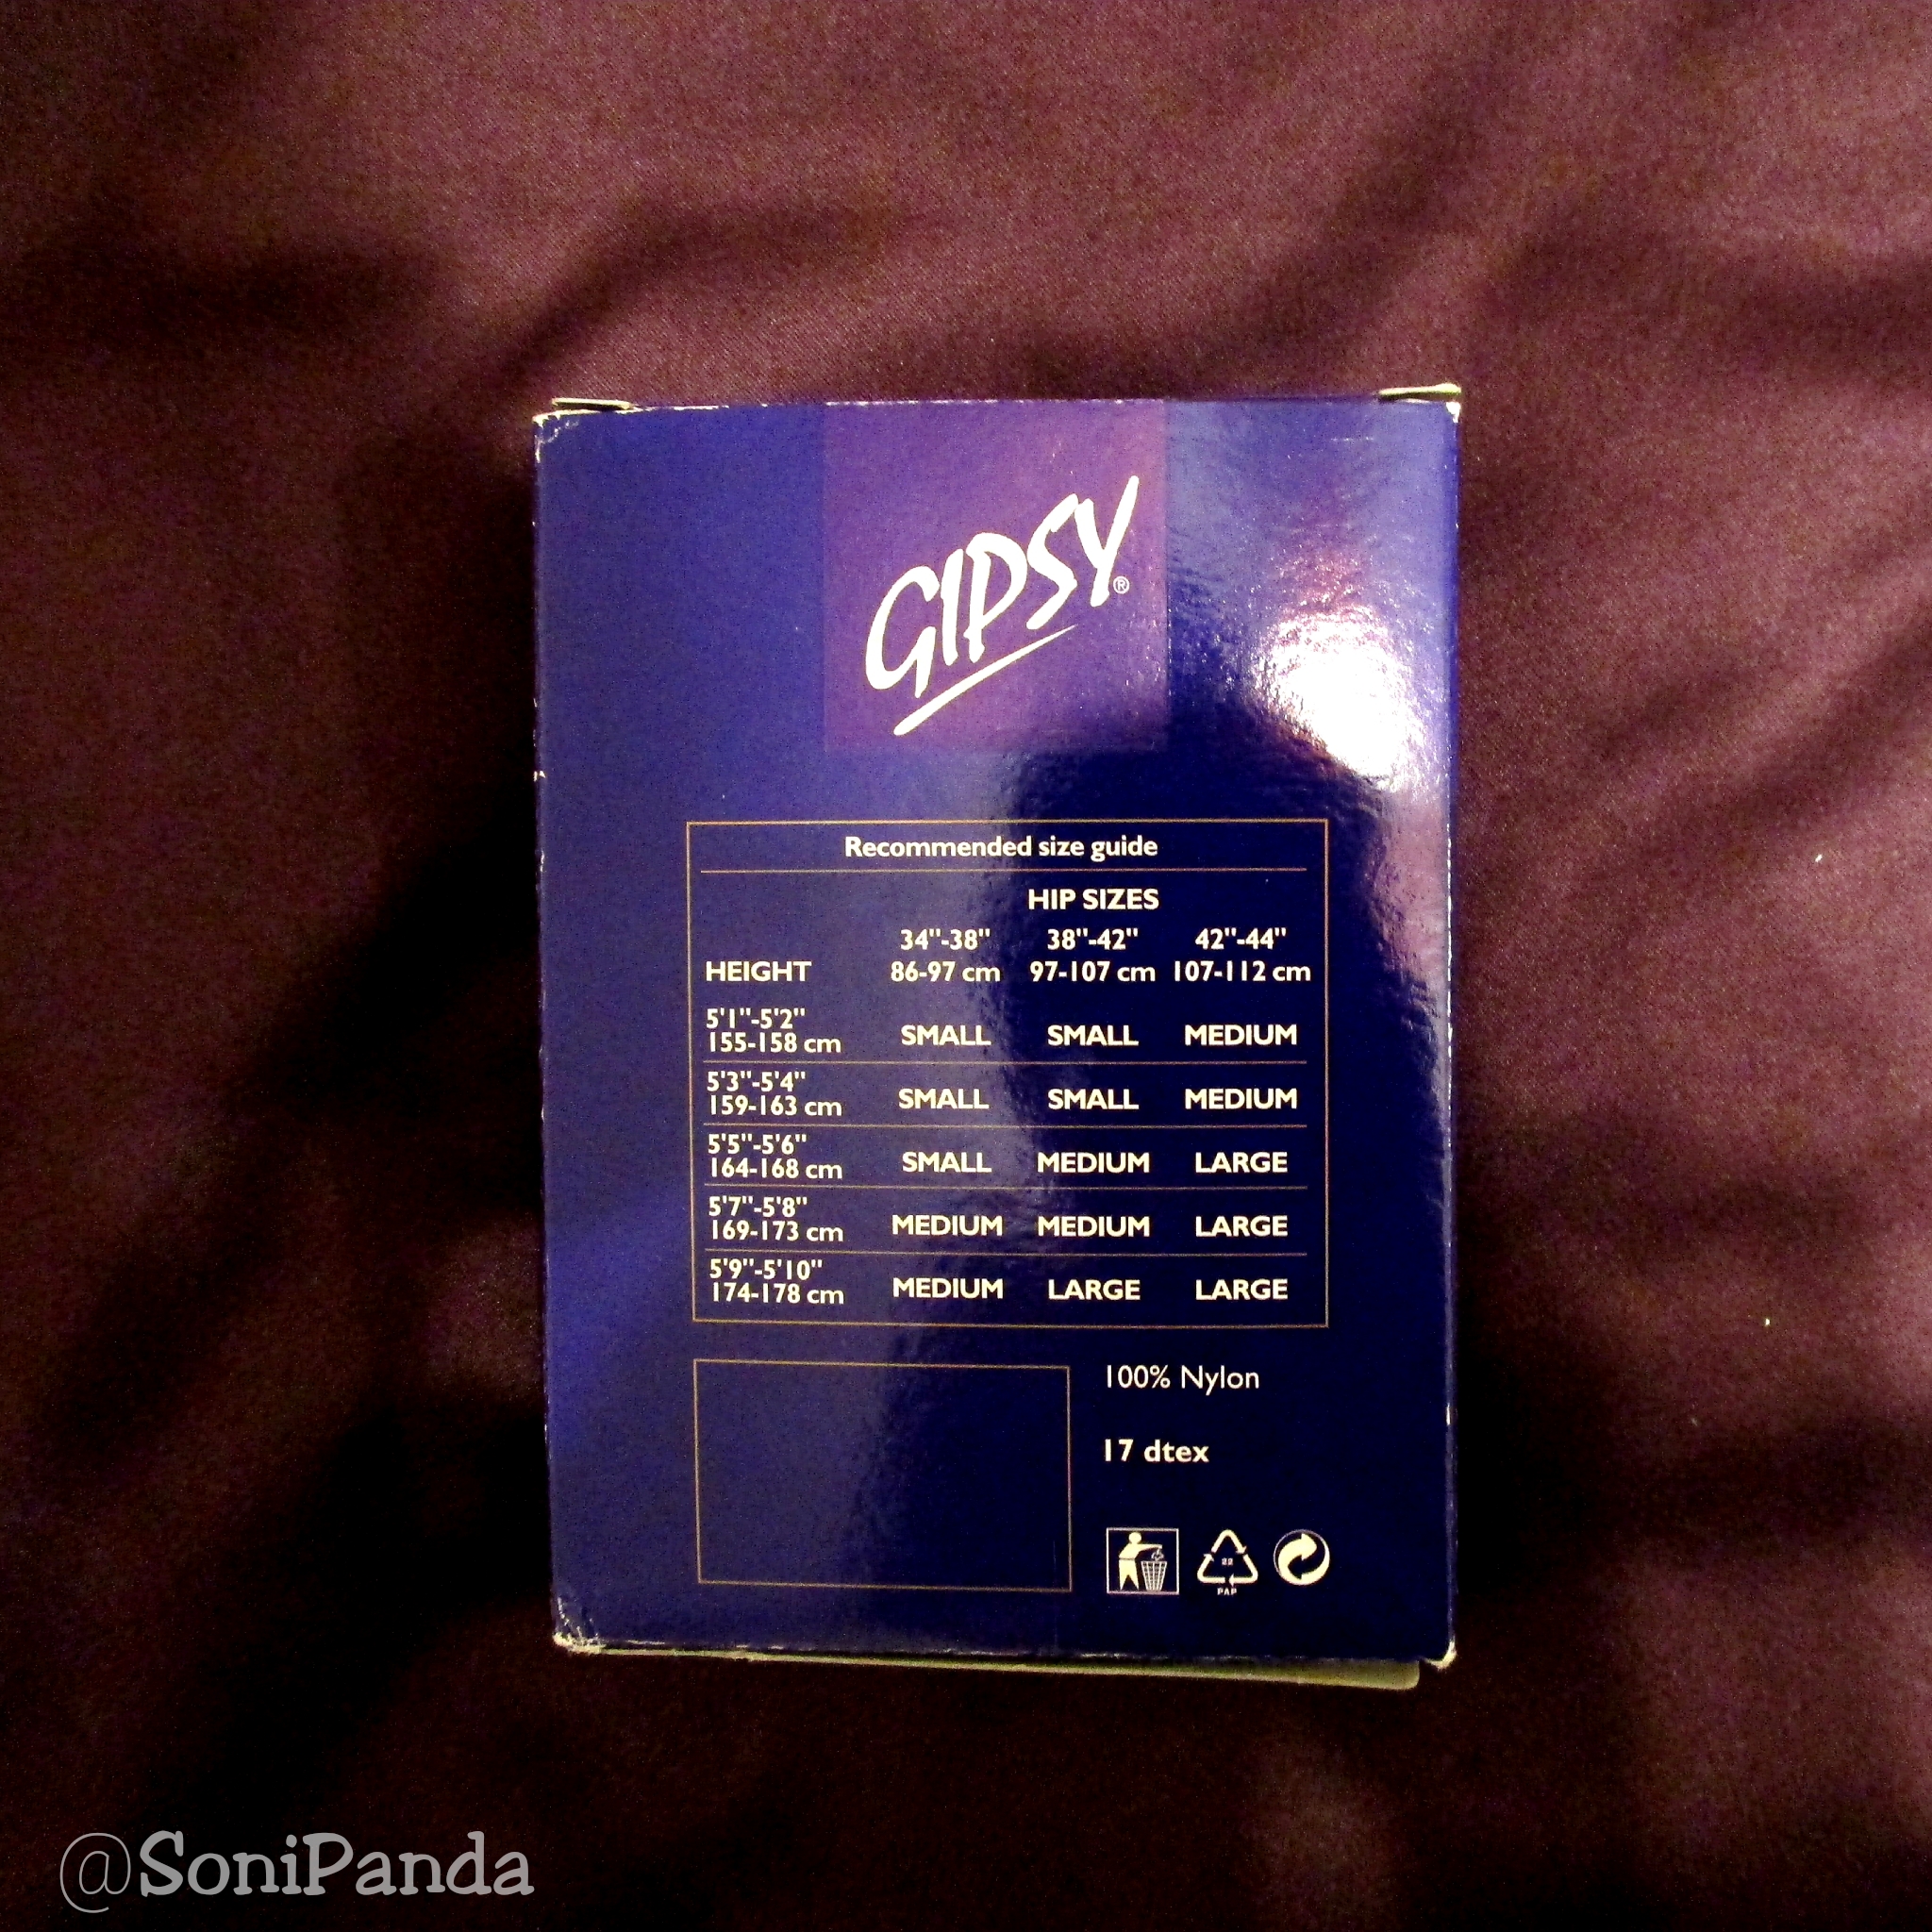 GIPSY®
Recommended size guide
HIP SIZES
34"-38" 38"-42" 42"-44"
HEIGHT 86-97 cm 97-107 cm 107-112 cm
5'1"-5'2"
155-158 cm SMALL SMALL MEDIUM
5'3"-5'4"
159-163 cm SMALL SMALL MEDIUM
5'5"-5'6"
164-168 cm SMALL MEDIUM LARGE
5'7"-5'8"
169-173 cm MEDIUM MEDIUM LARGE
5'9"-5'10"
174-178 cm MEDIUM LARGE LARGE
100% Nylon
17 dtex
22
PAP
@SoniPanda